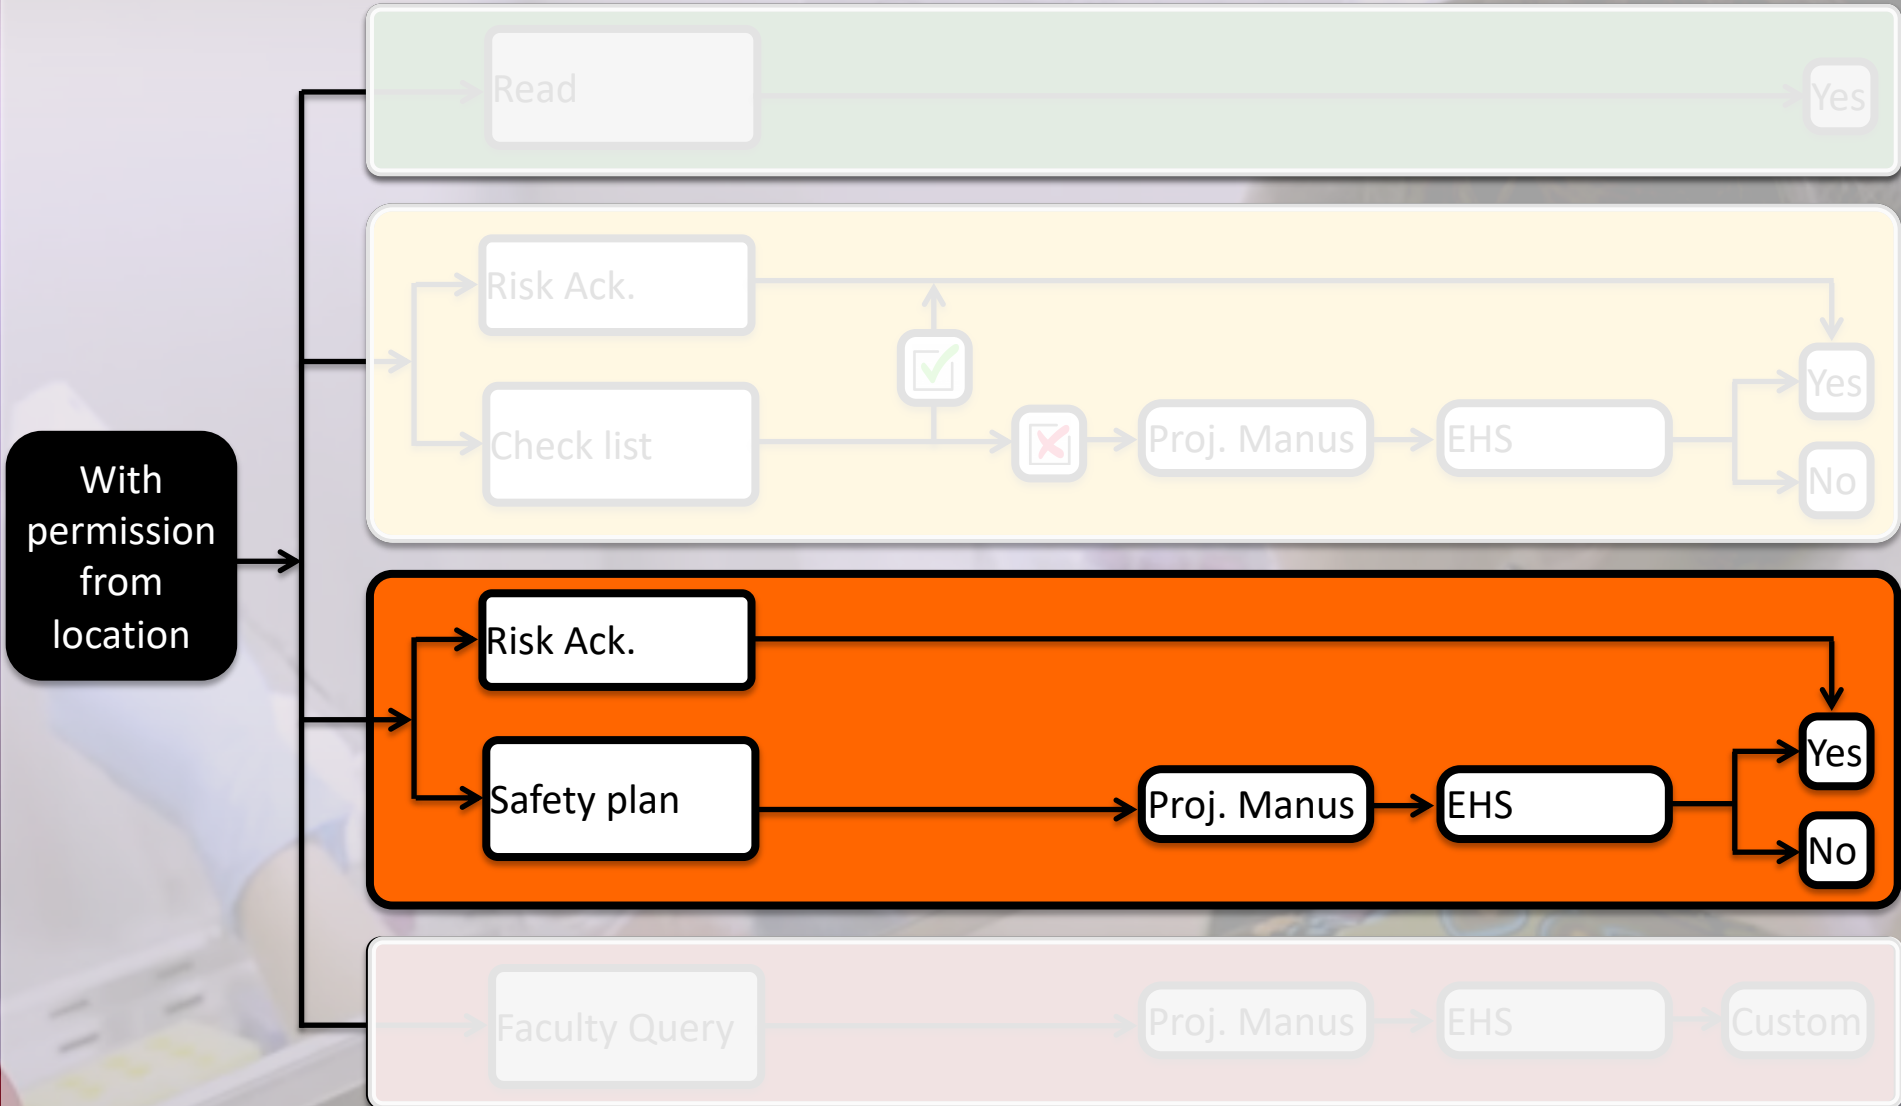 With
permission
from
location
Read
Yes
Risk Ack.
Check list
Proj. Manus
EHS
Yes
No
Risk Ack.
Safety plan
Proj. Manus
EHS
Yes
No
Faculty Query
Proj. Manus
EHS
Custom